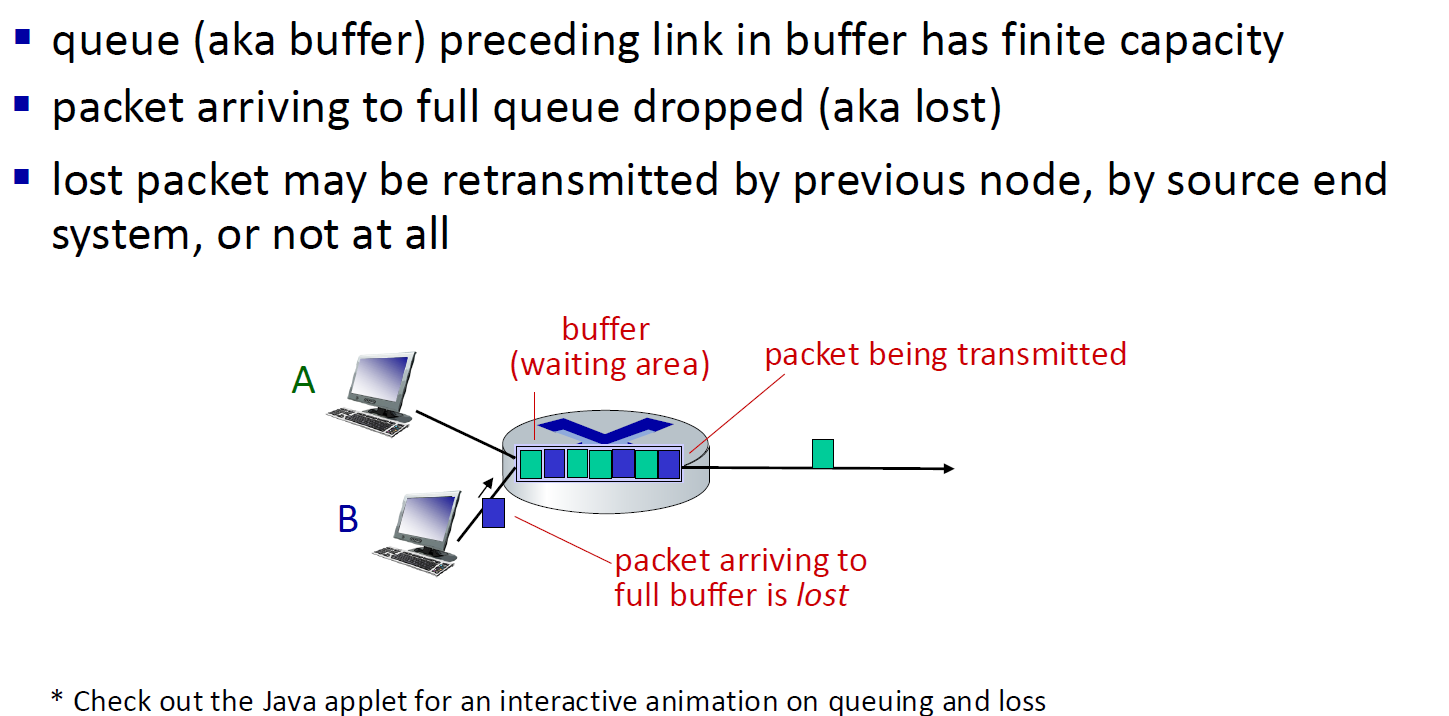 ▪ queue (aka buffer) preceding link in buffer has finite capacity
▪ packet arriving to full queue dropped (aka lost)
▪ lost packet may be retransmitted by previous node, by source end
system, or not at all
buffer
(waiting area)
packet being transmitted
A
B
packet arriving to
full buffer is lost
* Check out the Java applet for an interactive animation on queuing and loss